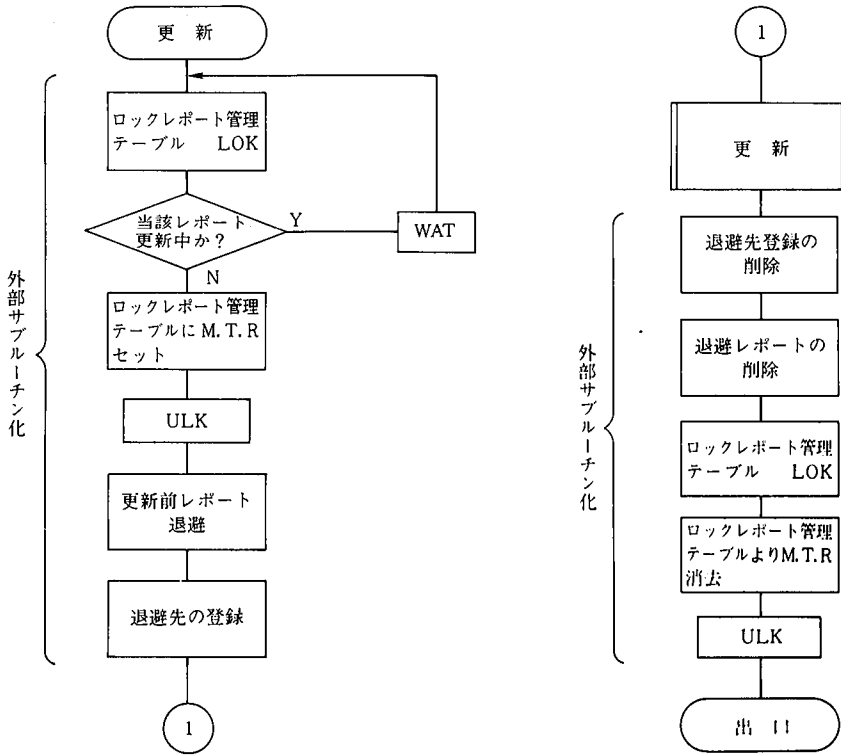 更 新
ロックレポート管理
テーブル LOK
当該レポート
更新中か?
Y
WAT
N
ロックレポート管理
テーブルにM.T.R
セット
ULK
更新前レポート
退避
退避先の登録
1
外部サブルーチン化
1
更 新
退避先登録の
削除
退避レポートの
削除
ロックレポート管理
テーブル LOK
ロックレポート管理
テーブルよりM.T.R
消去
ULK
出 口
外部サブルーチン化